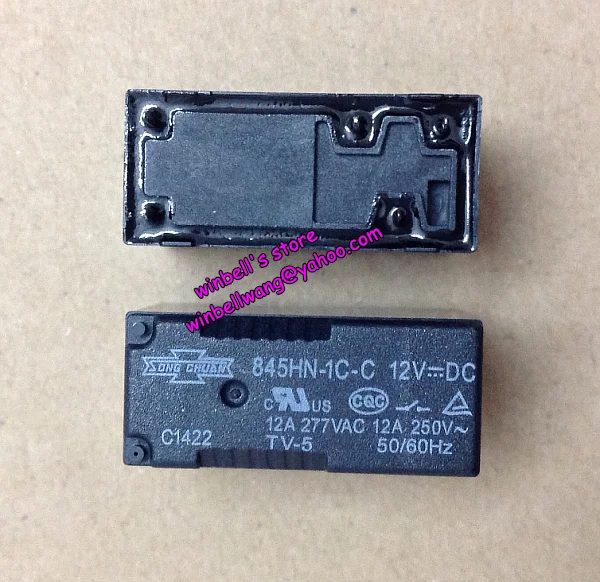 winbell's store
winbellwang@yahoo.com
SONG CHUAN
845HN-1C-C 12V⎓DC
c UL US CQC
12A 277VAC 12A 250V~
C1422 TV-5 50/60Hz